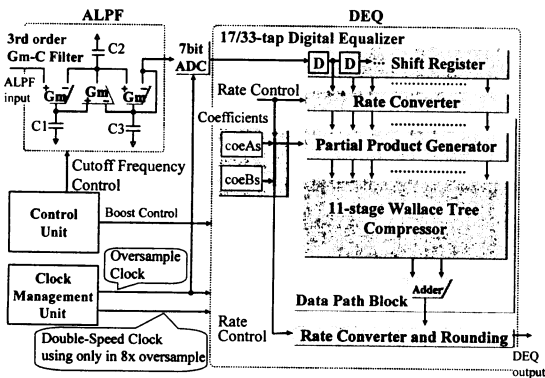 ALPF
DEQ
3rd order
Gm-C Filter
C2
ALPF
input
Gm
Gm
Gm
C1
C3
7bit
ADC
17/33-tap Digital Equalizer
D
D
Shift Register
Rate Control
Rate Converter
Coefficients
coeAs
coeBs
Partial Product Generator
11-stage Wallace Tree
Compressor
Adder
Data Path Block
Cutoff Frequency
Control
Control
Unit
Boost Control
Oversample
Clock
Clock
Management
Unit
Double-Speed Clock
using only in 8x oversample
Rate
Control
Rate Converter and Rounding
DEQ
output